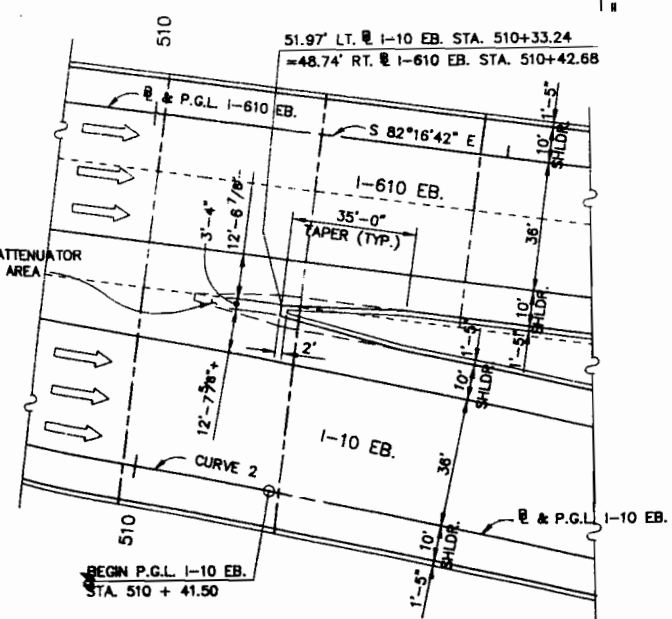 510
51.97' LT. ⅊ I-10 EB. STA. 510+33.24
=48.74' RT. ⅊ I-610 EB. STA. 510+42.68
⅊ & P.G.L. I-610 EB.
S 82°16'42" E
1'-5"
10'
SHLDR.
I-610 EB.
36'
35'-0"
TAPER (TYP.)
3'-4"
12'-6 7/8"
ATTENUATOR
AREA
10'
SHLDR.
1'-5"
2'
1'-5"
10'
SHLDR.
12'-7 5/8"±
I-10 EB.
36'
CURVE 2
⅊ & P.G.L. I-10 EB.
510
10'
SHLDR.
1'-5"
BEGIN P.G.L. I-10 EB.
STA. 510 + 41.50